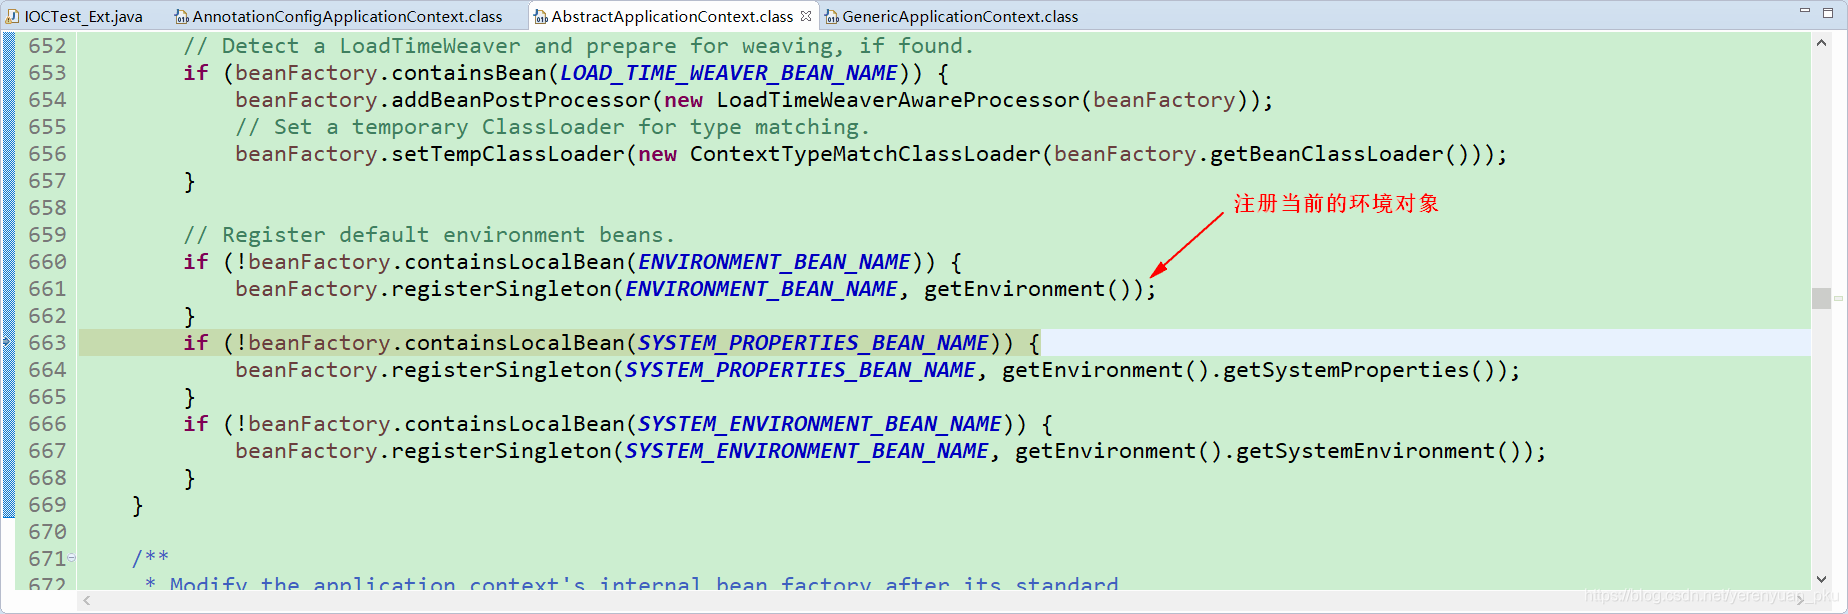 IOCTest_Ext.java AnnotationConfigApplicationContext.class AbstractApplicationContext.class GenericApplicationContext.class
652 // Detect a LoadTimeWeaver and prepare for weaving, if found.
653 if (beanFactory.containsBean(LOAD_TIME_WEAVER_BEAN_NAME)) {
654 beanFactory.addBeanPostProcessor(new LoadTimeWeaverAwareProcessor(beanFactory));
655 // Set a temporary ClassLoader for type matching.
656 beanFactory.setTempClassLoader(new ContextTypeMatchClassLoader(beanFactory.getBeanClassLoader()));
657 }
658
注册当前的环境对象
659 // Register default environment beans.
660 if (!beanFactory.containsLocalBean(ENVIRONMENT_BEAN_NAME)) {
661 beanFactory.registerSingleton(ENVIRONMENT_BEAN_NAME, getEnvironment());
662 }
663 if (!beanFactory.containsLocalBean(SYSTEM_PROPERTIES_BEAN_NAME)) {
664 beanFactory.registerSingleton(SYSTEM_PROPERTIES_BEAN_NAME, getEnvironment().getSystemProperties());
665 }
666 if (!beanFactory.containsLocalBean(SYSTEM_ENVIRONMENT_BEAN_NAME)) {
667 beanFactory.registerSingleton(SYSTEM_ENVIRONMENT_BEAN_NAME, getEnvironment().getSystemEnvironment());
668 }
669 }
670
671 /**
672 * Modify the application context's internal bean factory after its standard
https://blog.csdn.net/yerenyuan_pku